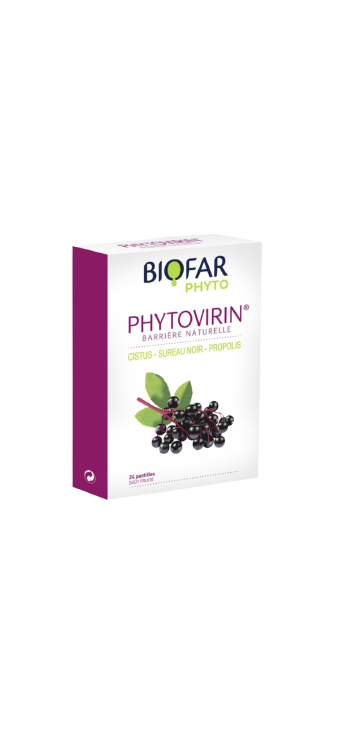 BIOFAR
PHYTO
PHYTOVIRIN®
BARRIÈRE NATURELLE
CISTUS - SUREAU NOIR - PROPOLIS
24 pastilles